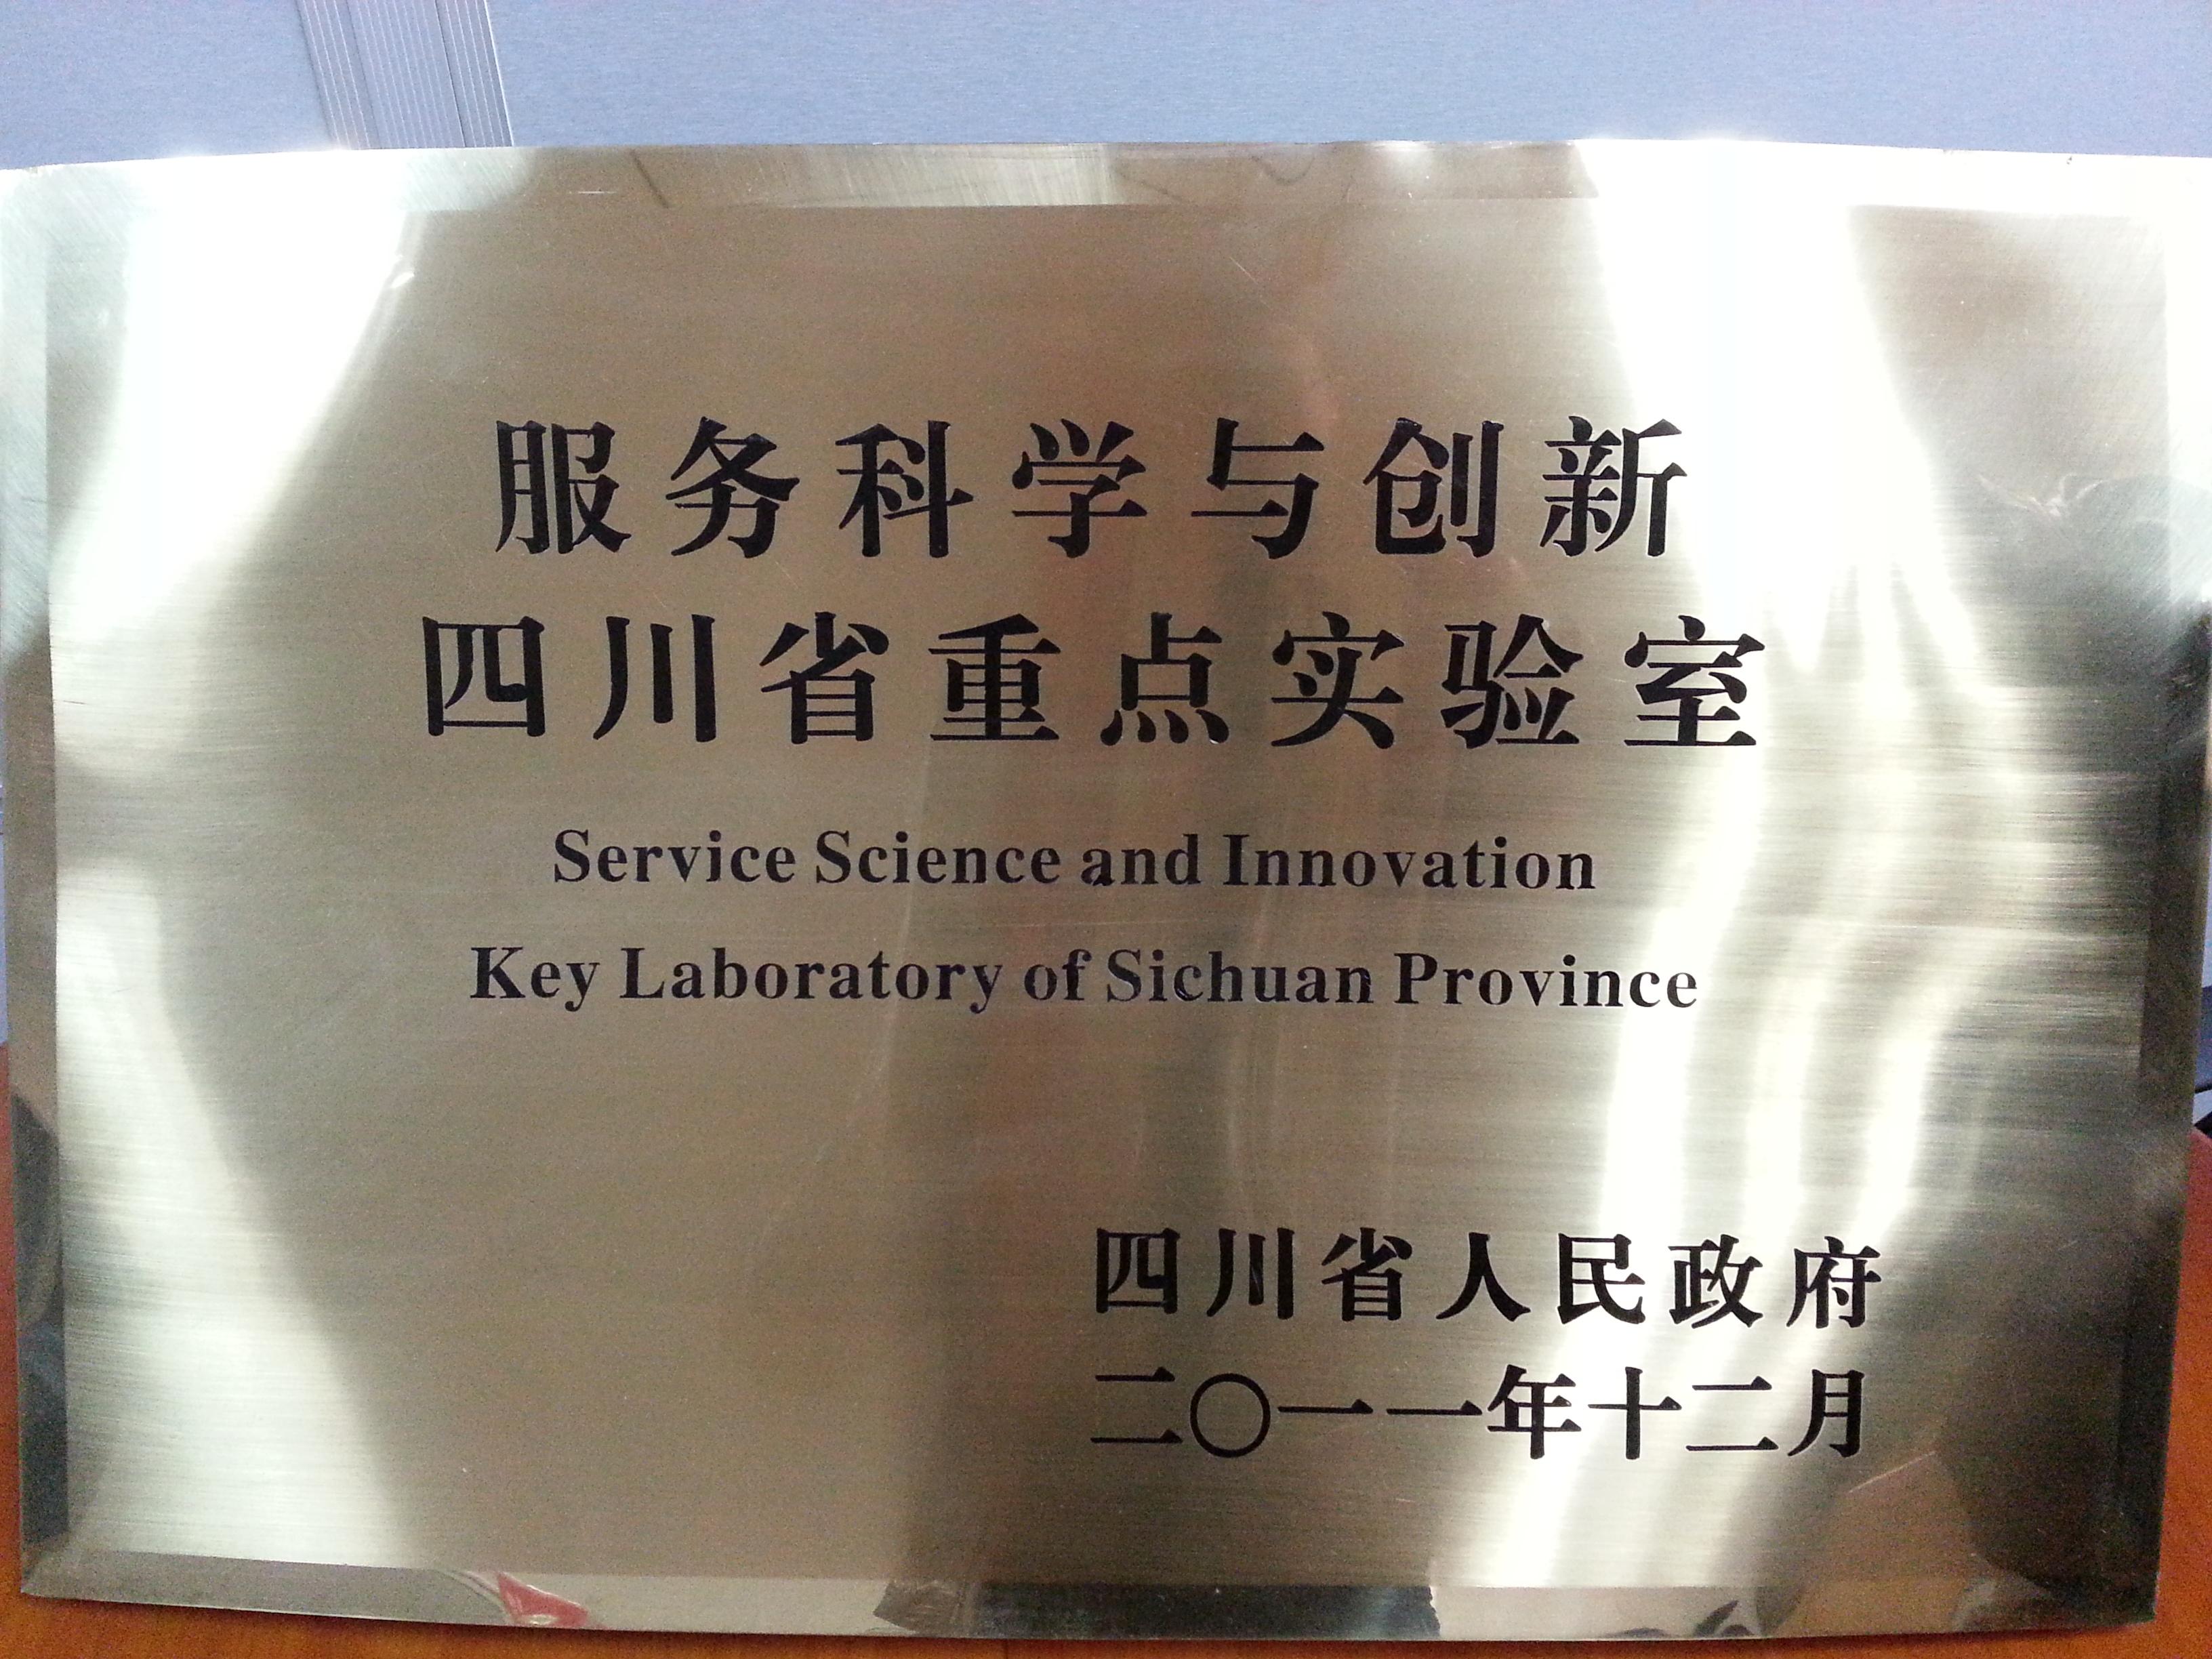 服务科学与创新
四川省重点实验室
Service Science and Innovation
Key Laboratory of Sichuan Province
四川省人民政府
二〇一一年十二月